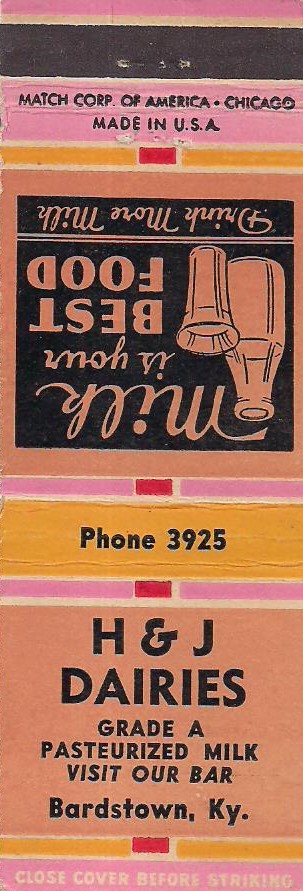 MATCH CORP. OF AMERICA • CHICAGO
MADE IN U.S.A.
Milk
is your
BEST
FOOD
Drink More Milk
Phone 3925
H & J
DAIRIES
GRADE A
PASTEURIZED MILK
VISIT OUR BAR
Bardstown, Ky.
CLOSE COVER BEFORE STRIKING